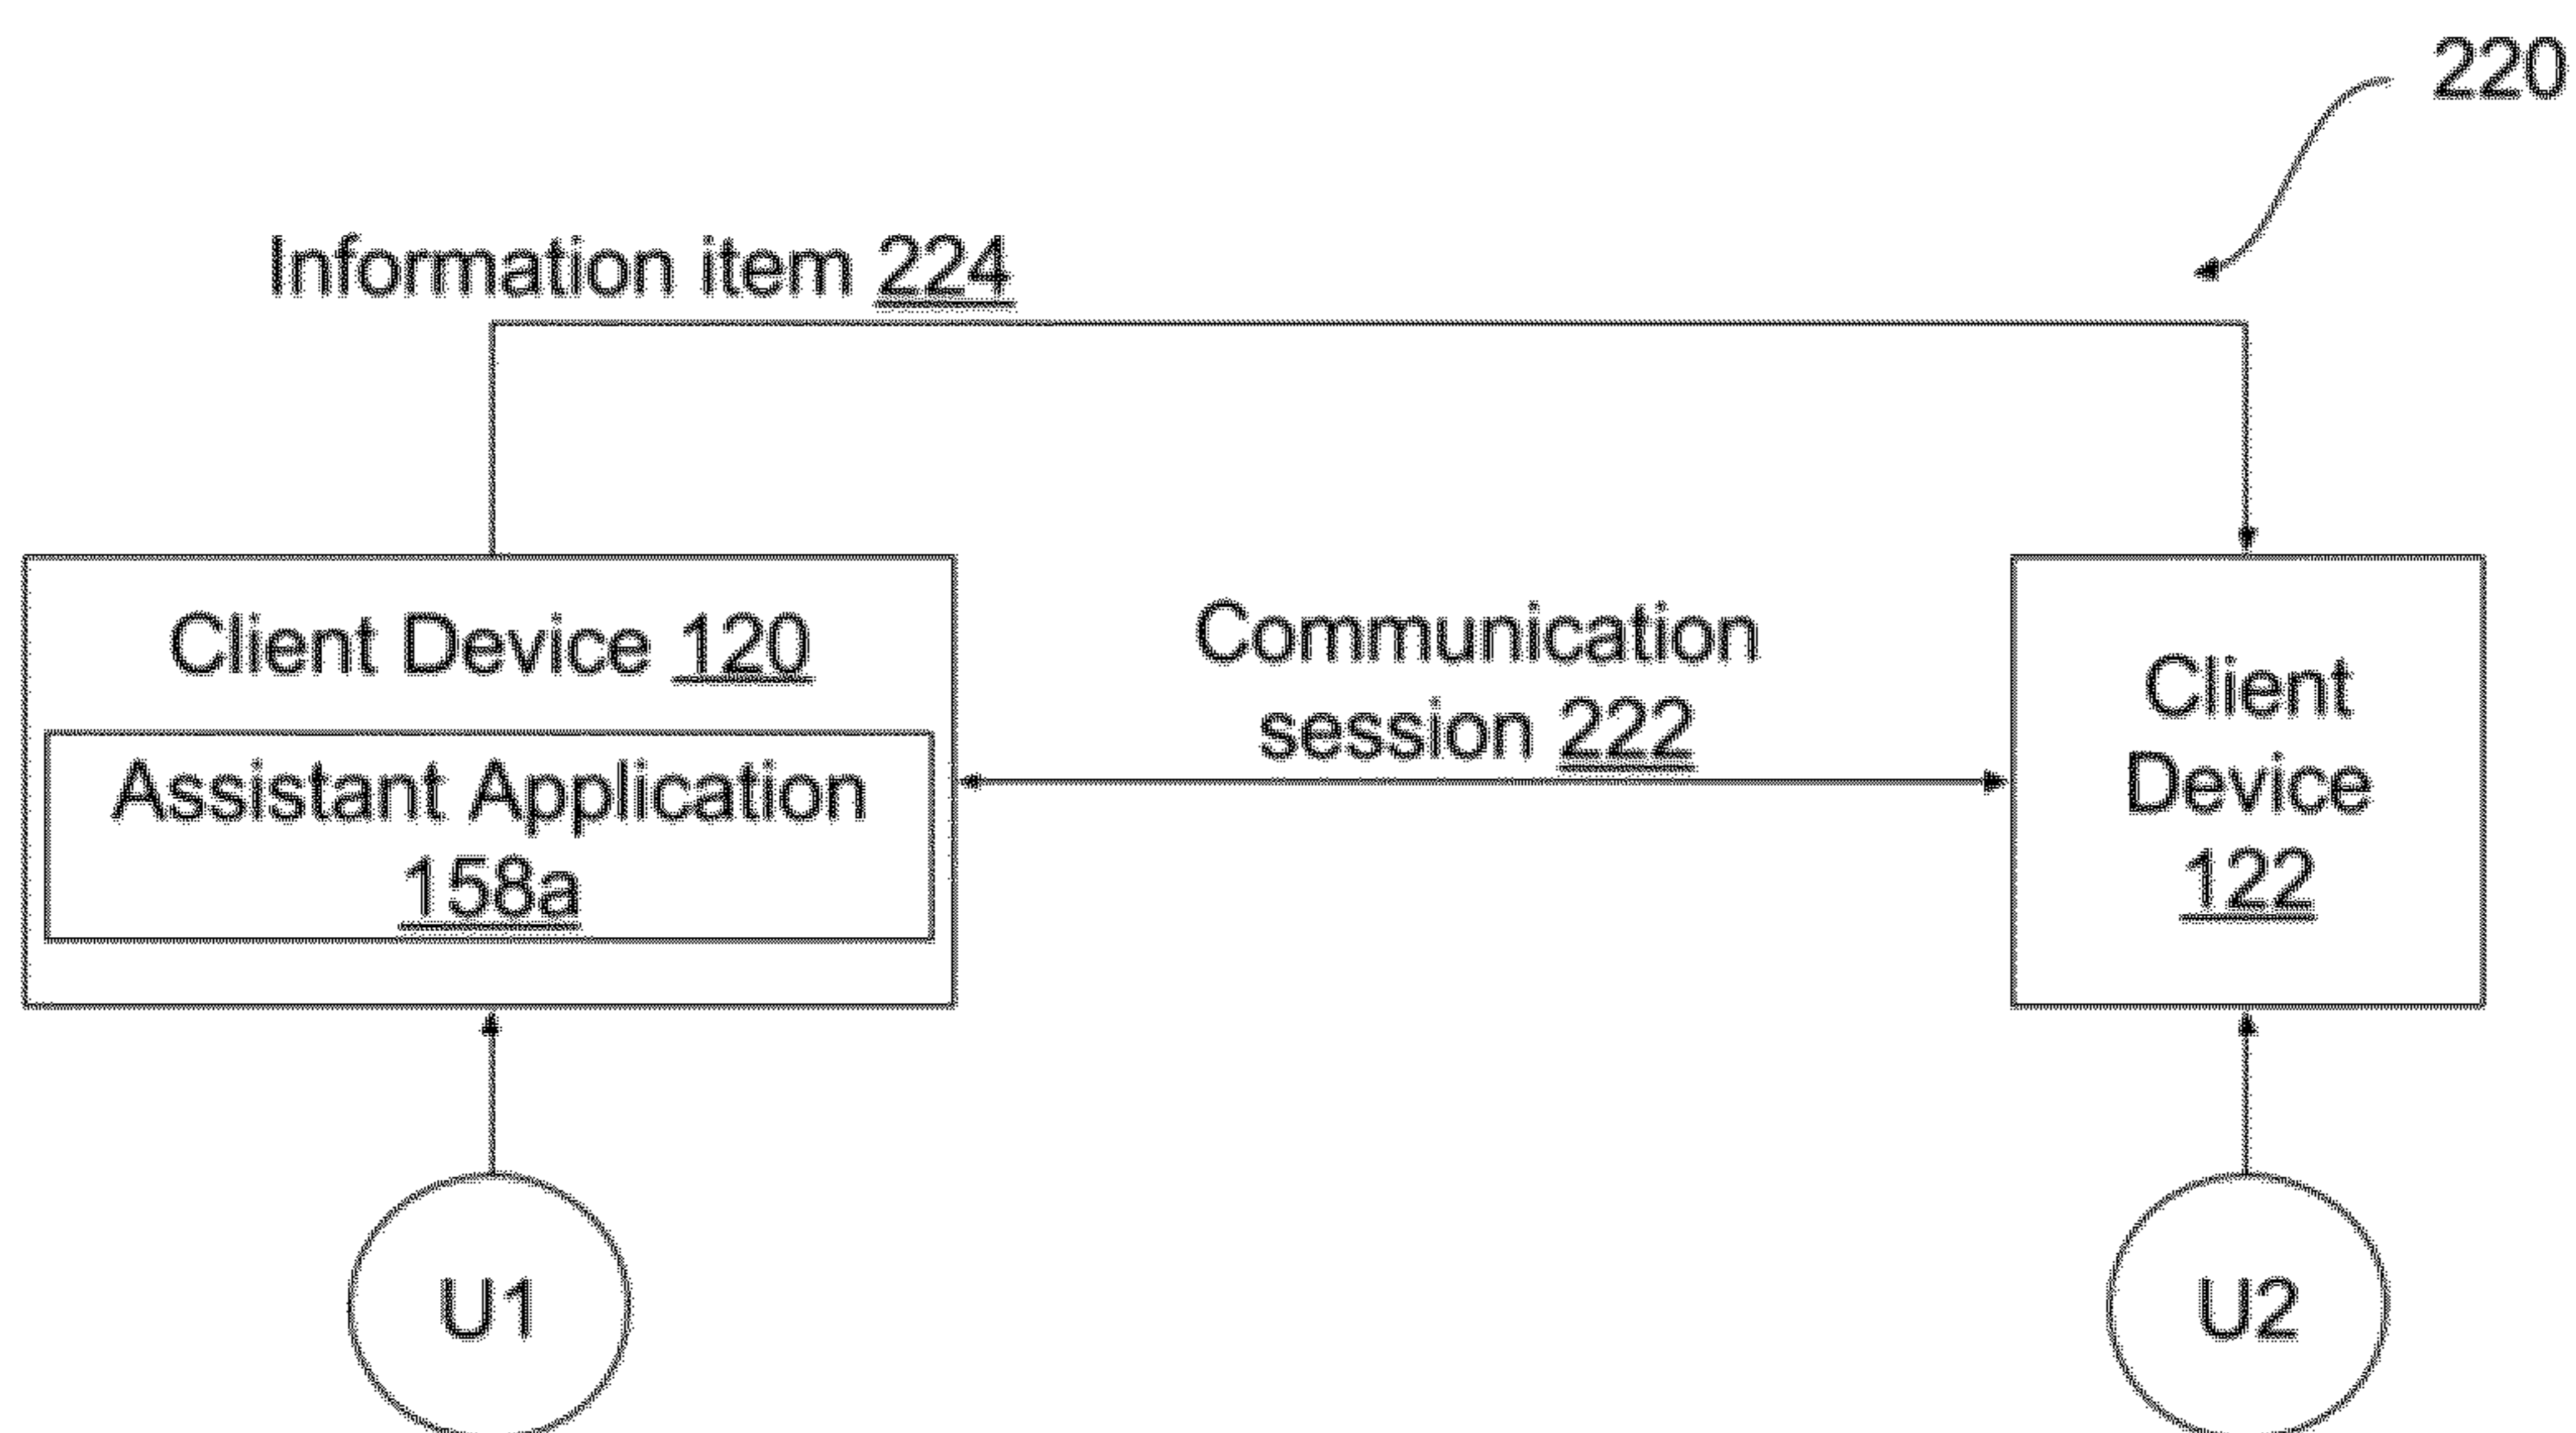 220
Information item 224
Client Device 120
Assistant Application
158a
Communication
session 222
Client
Device
122
U1
U2